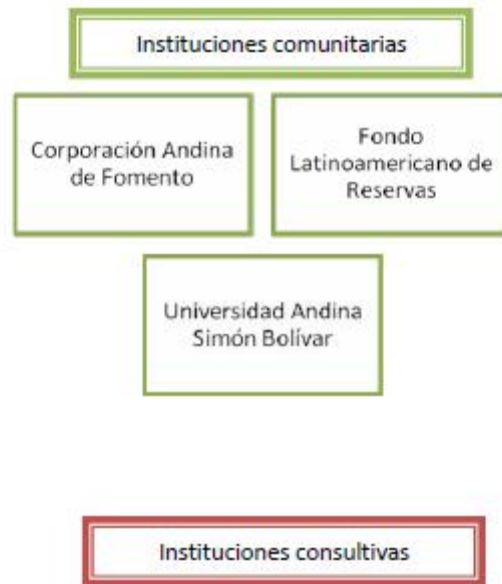 Instituciones comunitarias
Corporación Andina
de Fomento
Fondo
Latinoamericano de
Reservas
Universidad Andina
Simón Bolívar
Instituciones consultivas